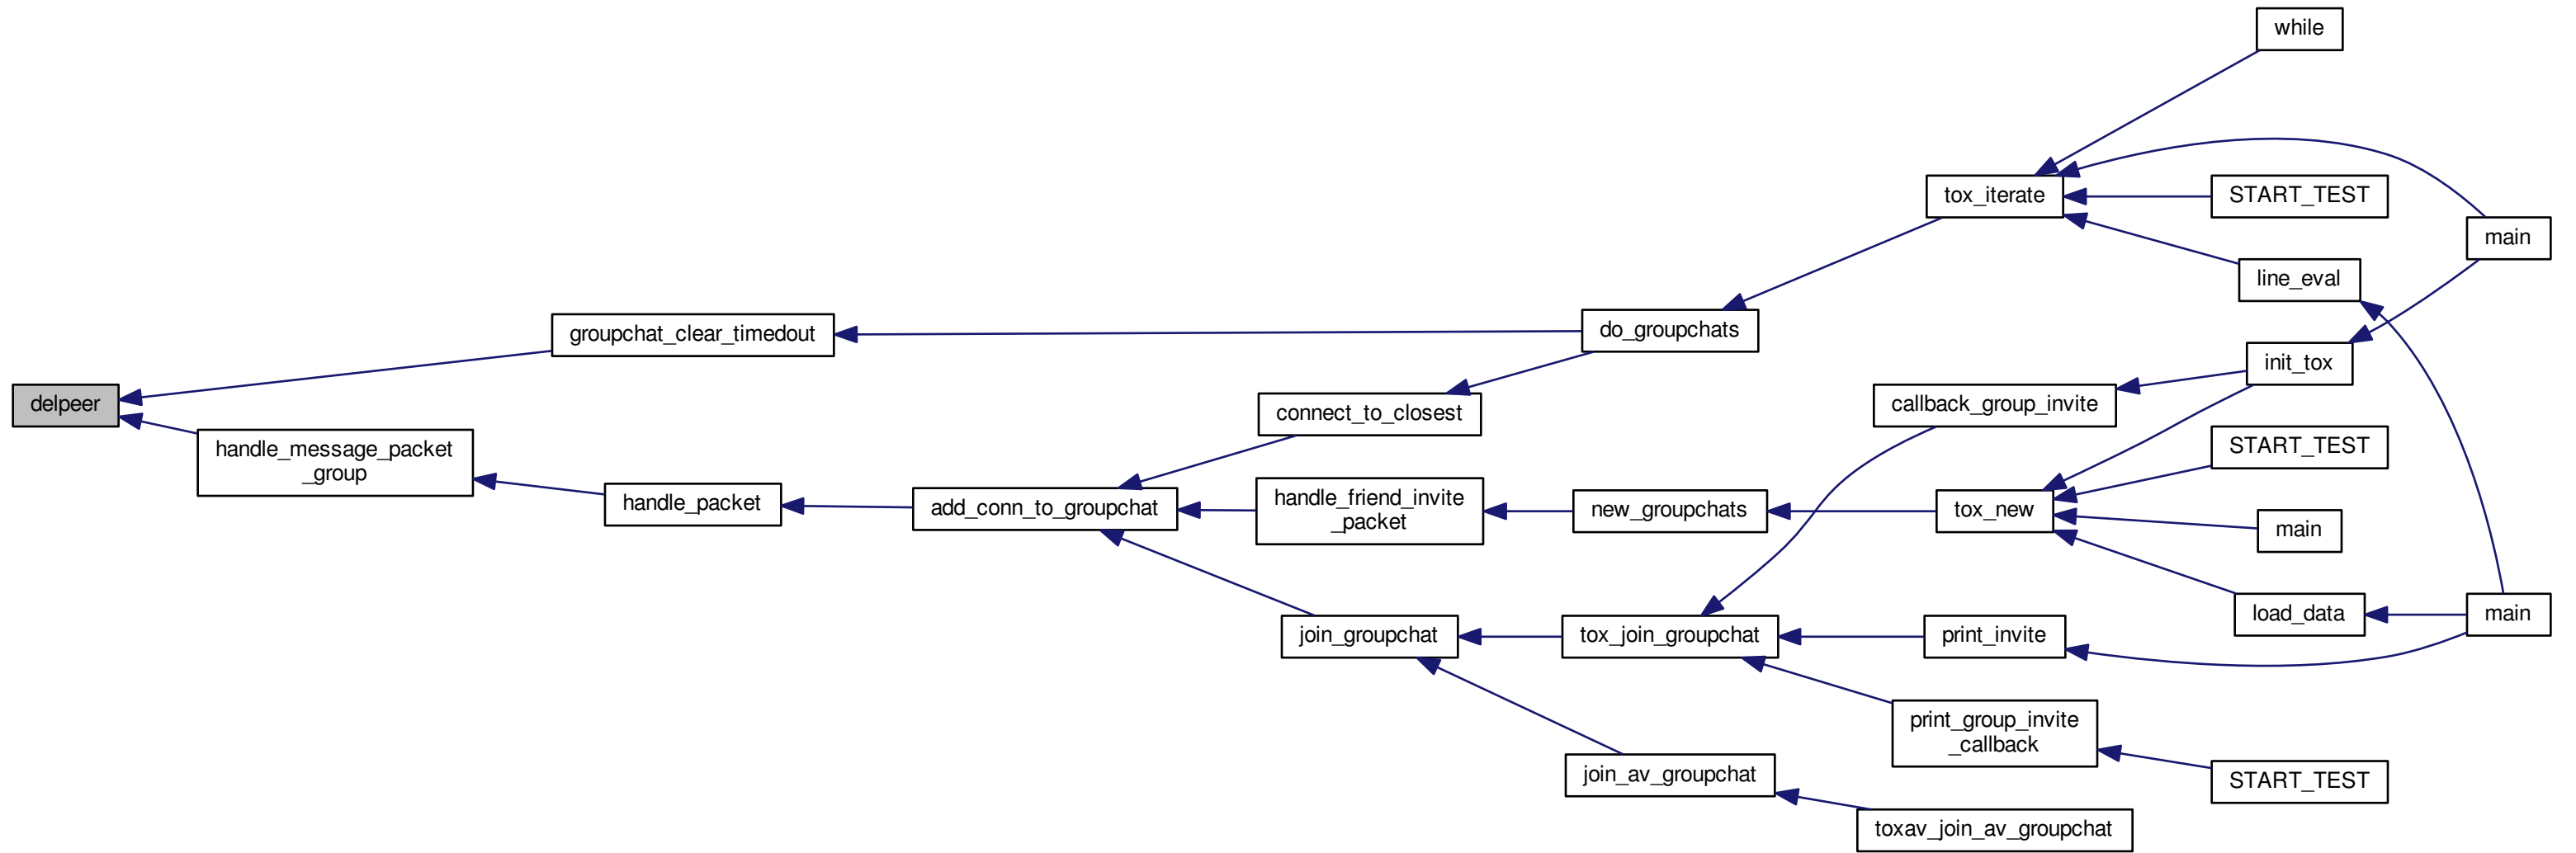 while
tox_iterate
START_TEST
main
line_eval
groupchat_clear_timedout
do_groupchats
init_tox
delpeer
connect_to_closest
callback_group_invite
handle_message_packet
_group
START_TEST
handle_packet
add_conn_to_groupchat
handle_friend_invite
_packet
new_groupchats
tox_new
main
load_data
main
join_groupchat
tox_join_groupchat
print_invite
print_group_invite
_callback
join_av_groupchat
START_TEST
toxav_join_av_groupchat